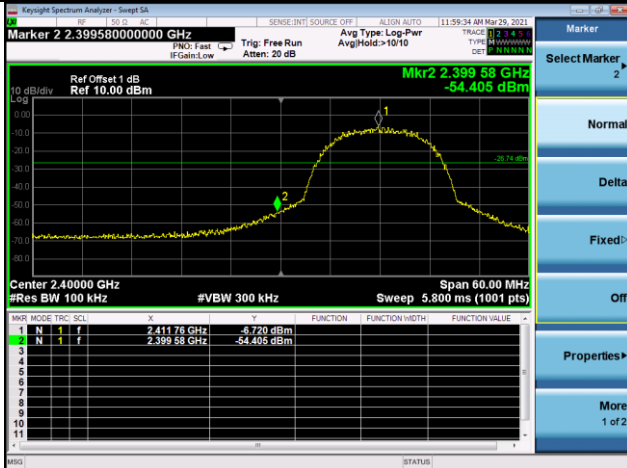 Keysight Spectrum Analyzer - Swept SA
RF 50 Ω AC SENSE:INT SOURCE OFF ALIGN AUTO 11:59:34 AM Mar 29, 2021
Marker 2 2.399580000000 GHz
PNO: Fast
IFGain:Low
Trig: Free Run
Atten: 20 dB
Avg Type: Log-Pwr
Avg|Hold:>10/10
TRACE 1 2 3 4 5 6
TYPE M WWWWW
DET P N N N N N
Ref Offset 1 dB
10 dB/div Ref 10.00 dBm
Log
Mkr2 2.399 58 GHz
-54.405 dBm
0.00
-10.0
-20.0
-30.0
-40.0
-50.0
-60.0
-70.0
-80.0
1
2
-26.74 dBm
Center 2.40000 GHz Span 60.00 MHz
#Res BW 100 kHz #VBW 300 kHz Sweep 5.800 ms (1001 pts)
MKR MODE TRC SCL X Y FUNCTION FUNCTION WIDTH FUNCTION VALUE
1 N 1 f 2.411 76 GHz -6.720 dBm
2 N 1 f 2.399 58 GHz -54.405 dBm
3
4
5
6
7
8
9
10
11
MSG STATUS
Marker
Select Marker
2
Normal
Delta
Fixed
Off
Properties
More
1 of 2